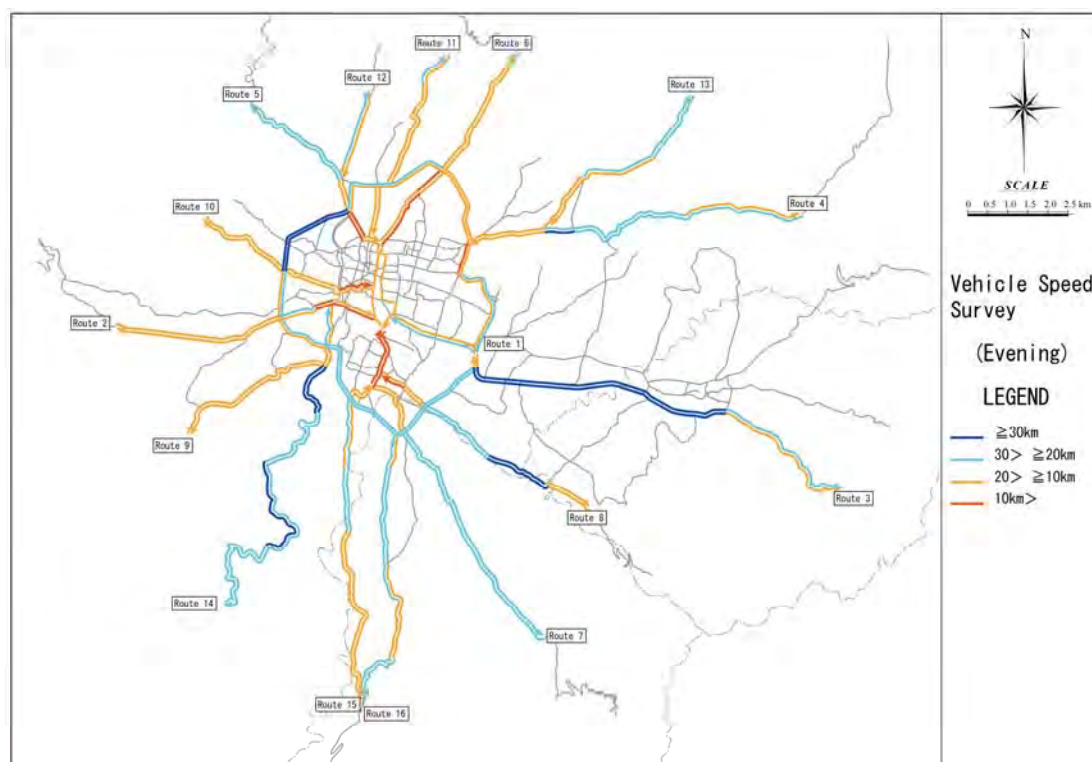 Route 11
Route 6
Route 12
Route 5
Route 13
Route 10
Route 4
Route 2
Route 1
Route 9
Route 3
Route 8
Route 14
Route 7
Route 15
Route 16
N
SCALE
0 0.5 1.0 1.5 2.0 2.5 km
Vehicle Speed
Survey
(Evening)
LEGEND
≧30km
30> ≧20km
20> ≧10km
10km>